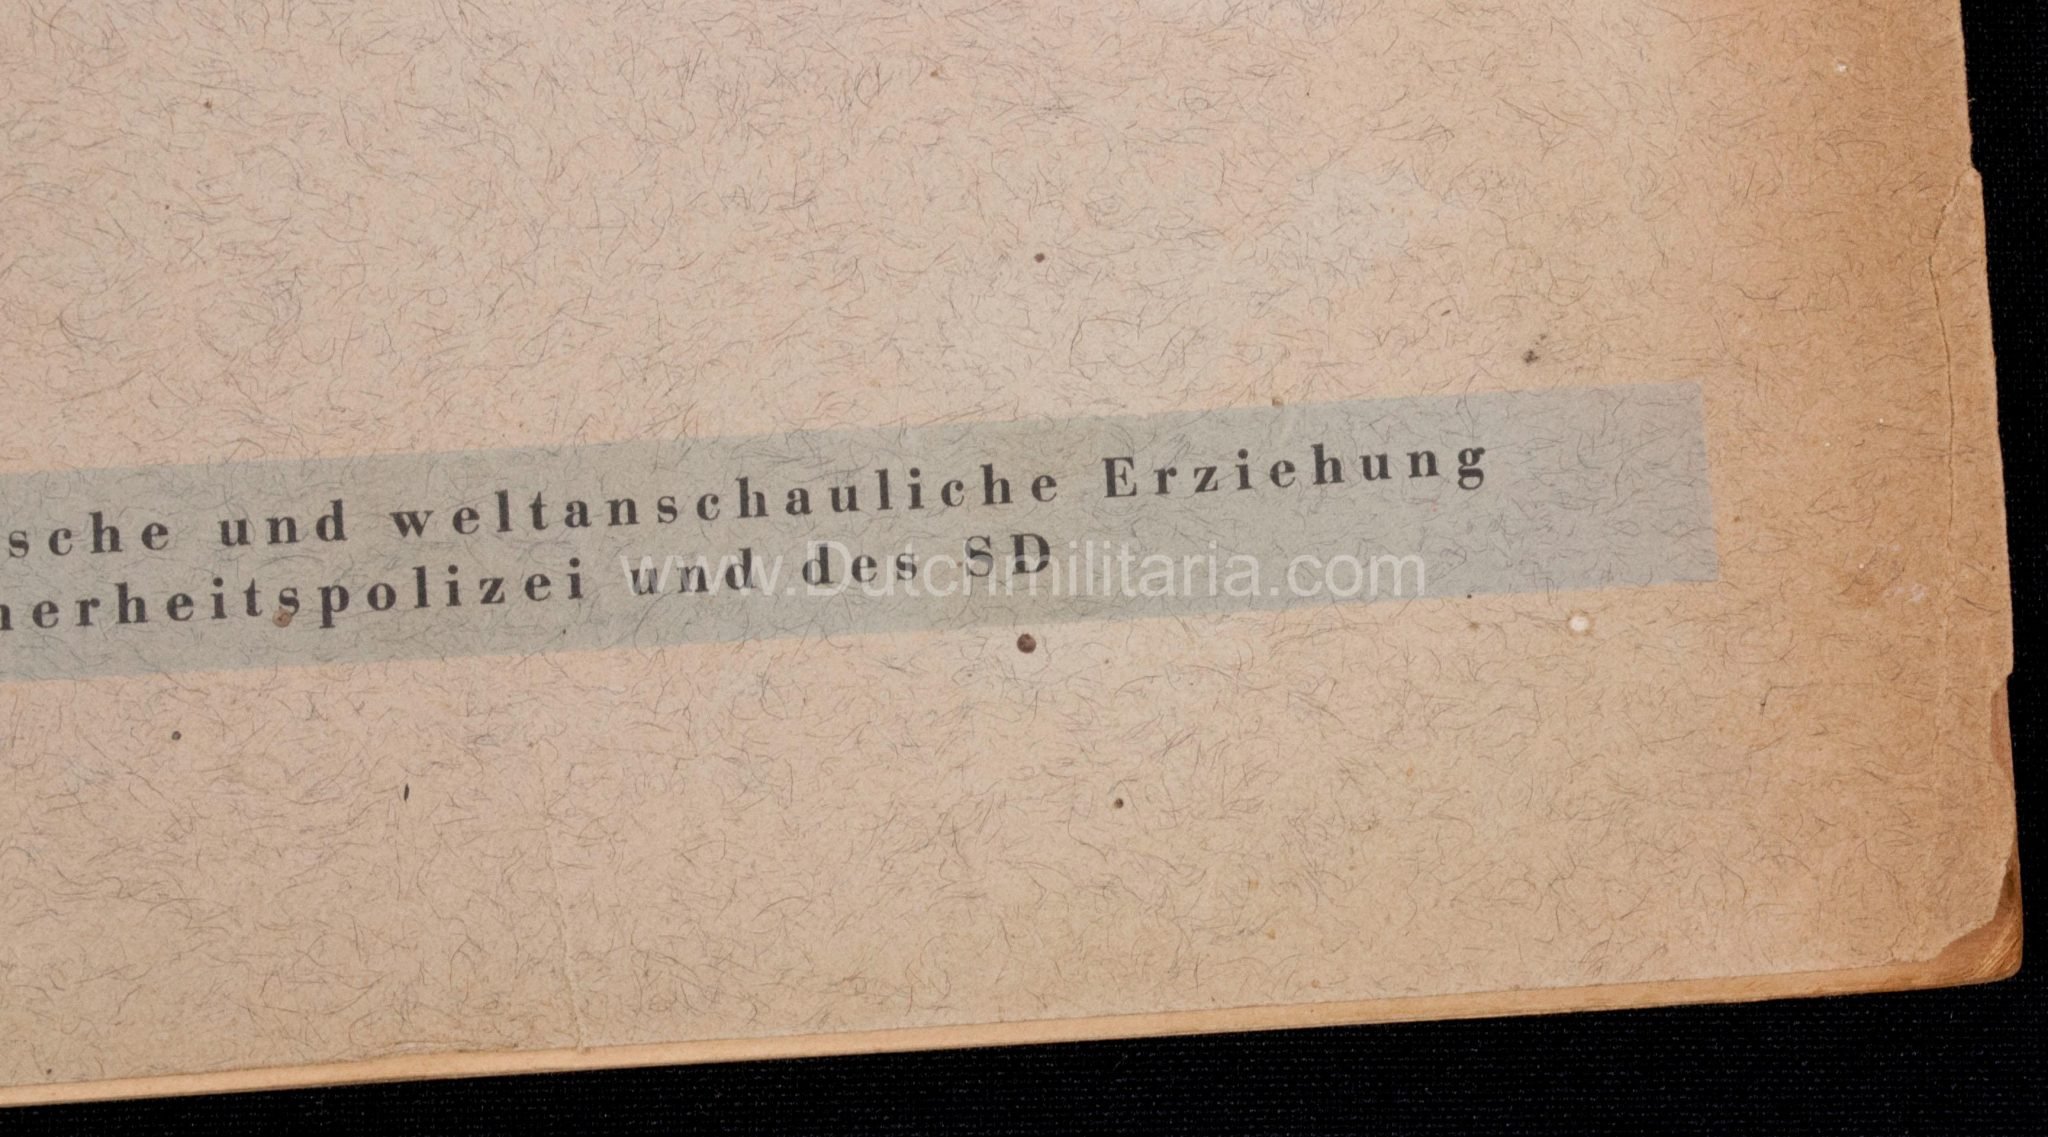 sche und weltanschauliche Erziehung
herheitspolizei und des SD
www.Dutchmilitaria.com